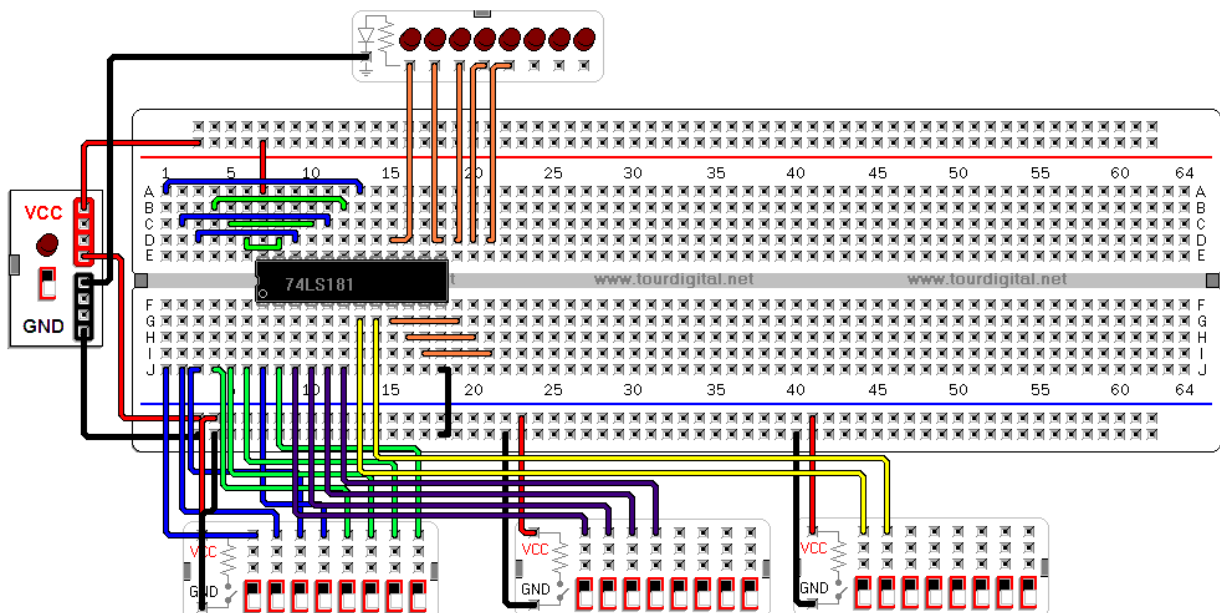 1 5 10 15 20 25 30 35 40 45 50 55 60 64
A A
B B
VCC
C C
D D
E E
74LS181
www.tourdigital.net www.tourdigital.net
F F
GND
G G
H H
I I
J J
10 15 20 25 30 35 40 45 50 55 60 64
VCC VCC VCC
GND GND GND